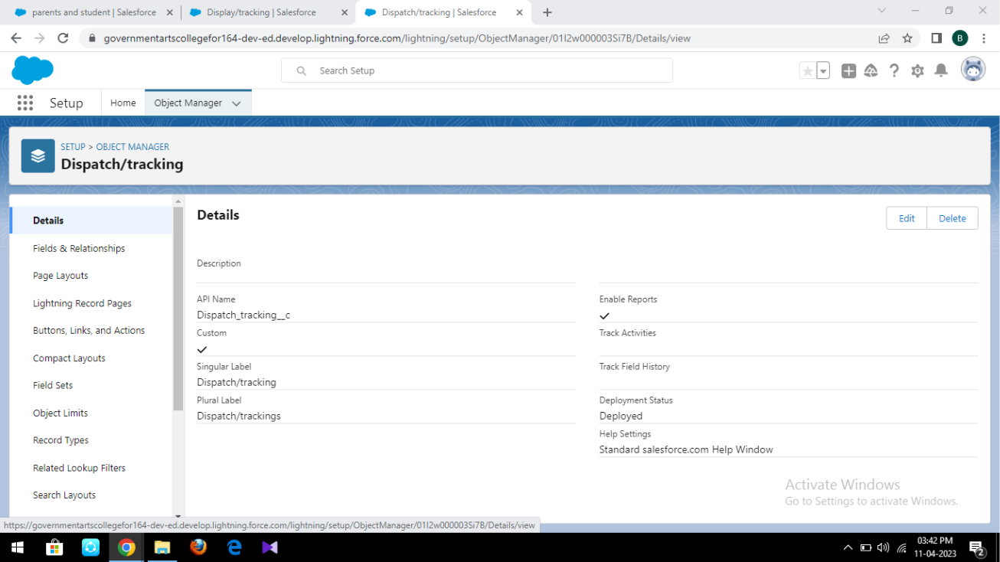 parents and student | Salesforce
Display/tracking | Salesforce
Dispatch/tracking | Salesforce
governmentartscollegefor164-dev-ed.develop.lightning.force.com/lightning/setup/ObjectManager/01I2w000003Si7B/Details/view
B
Search Setup
Setup
Home
Object Manager
SETUP > OBJECT MANAGER
Dispatch/tracking
Details
Fields & Relationships
Page Layouts
Lightning Record Pages
Buttons, Links, and Actions
Compact Layouts
Field Sets
Object Limits
Record Types
Related Lookup Filters
Search Layouts
Details
Edit
Delete
Description
API Name
Dispatch_tracking__c
Custom
Singular Label
Dispatch/tracking
Plural Label
Dispatch/trackings
Enable Reports
Track Activities
Track Field History
Deployment Status
Deployed
Help Settings
Standard salesforce.com Help Window
Activate Windows
Go to Settings to activate Windows.
https://governmentartscollegefor164-dev-ed.develop.lightning.force.com/lightning/setup/ObjectManager/01I2w000003Si7B/Details/view
03:42 PM
11-04-2023
2